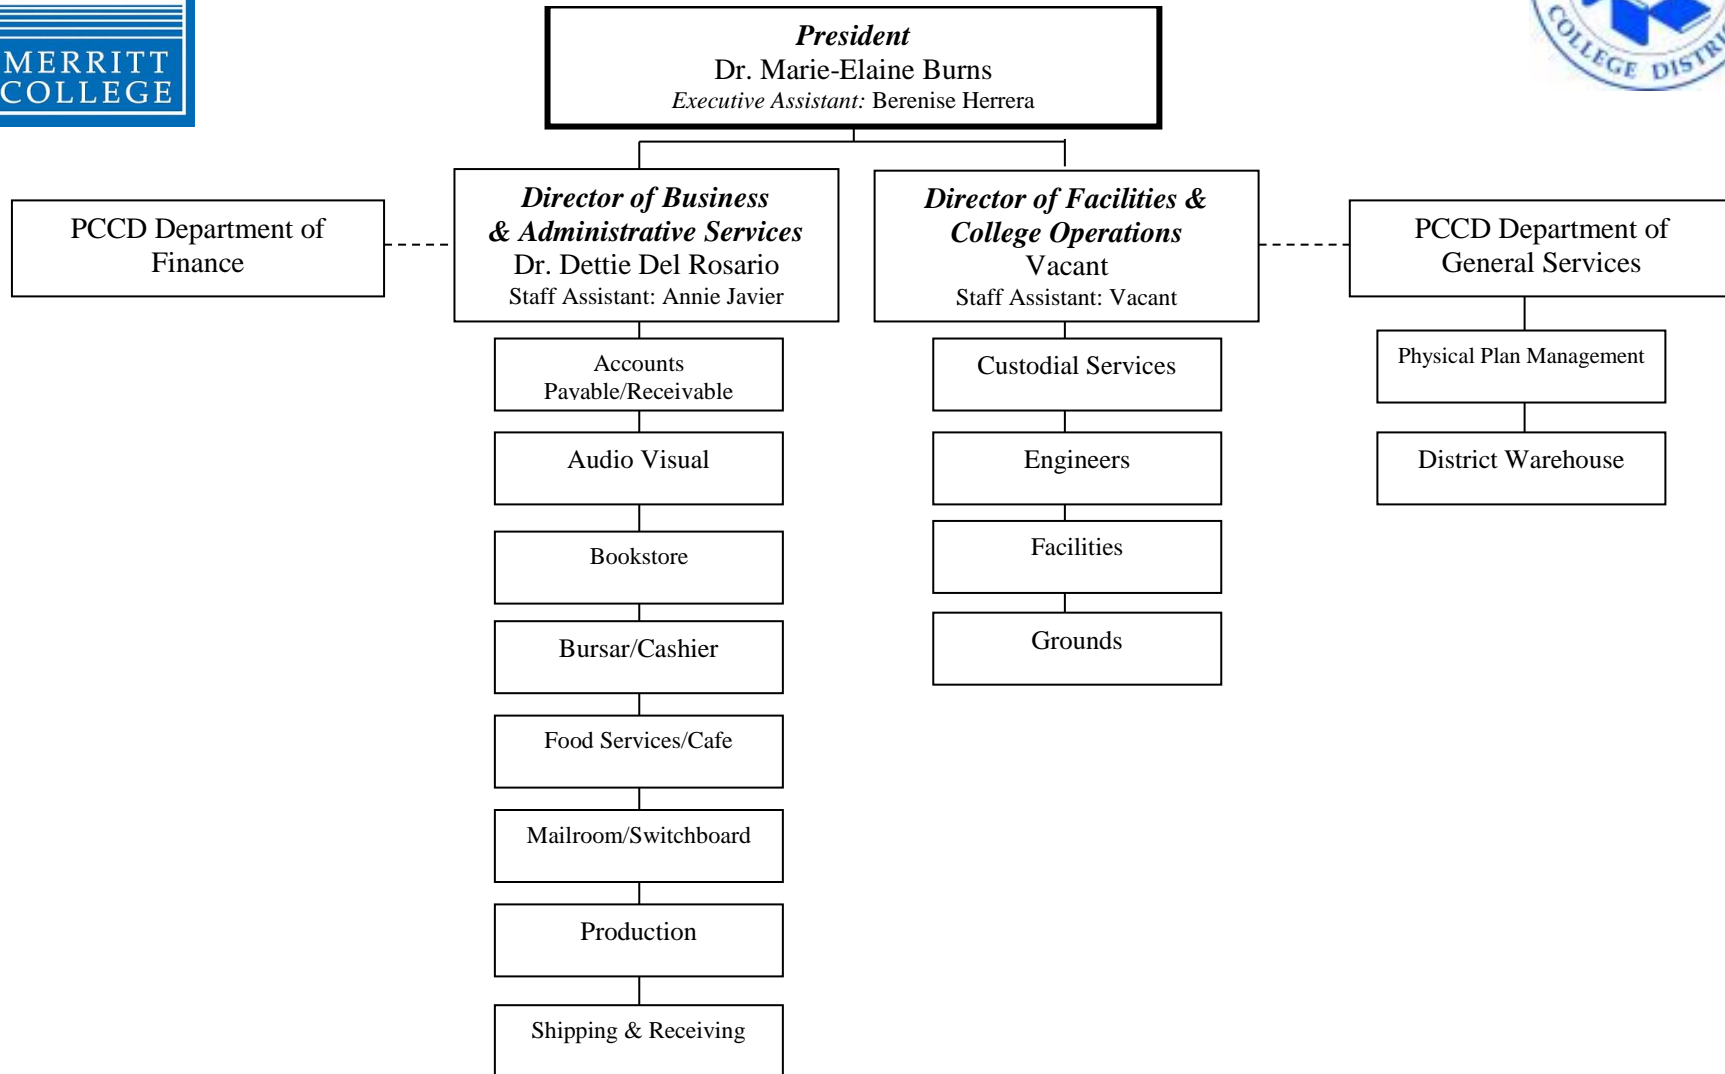 MERRITT
COLLEGE
President
Dr. Marie-Elaine Burns
Executive Assistant: Berenise Herrera
COLLEGE
PCCD Department of
Finance
Director of Business
& Administrative Services
Dr. Dettie Del Rosario
Staff Assistant: Annie Javier
Director of Facilities &
College Operations
Vacant
Staff Assistant: Vacant
PCCD Department of
General Services
Accounts
Payable/Receivable
Audio Visual
Bookstore
Bursar/Cashier
Food Services/Cafe
Mailroom/Switchboard
Production
Shipping & Receiving
Custodial Services
Engineers
Facilities
Grounds
Physical Plan Management
District Warehouse